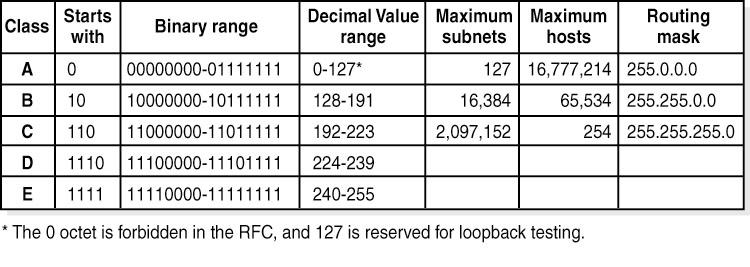 Class Starts with Binary range Decimal Value range Maximum subnets Maximum hosts Routing mask
A 0 00000000-01111111 0-127* 127 16,777,214 255.0.0.0
B 10 10000000-10111111 128-191 16,384 65,534 255.255.0.0
C 110 11000000-11011111 192-223 2,097,152 254 255.255.255.0
D 1110 11100000-11101111 224-239
E 1111 11110000-11111111 240-255
* The 0 octet is forbidden in the RFC, and 127 is reserved for loopback testing.